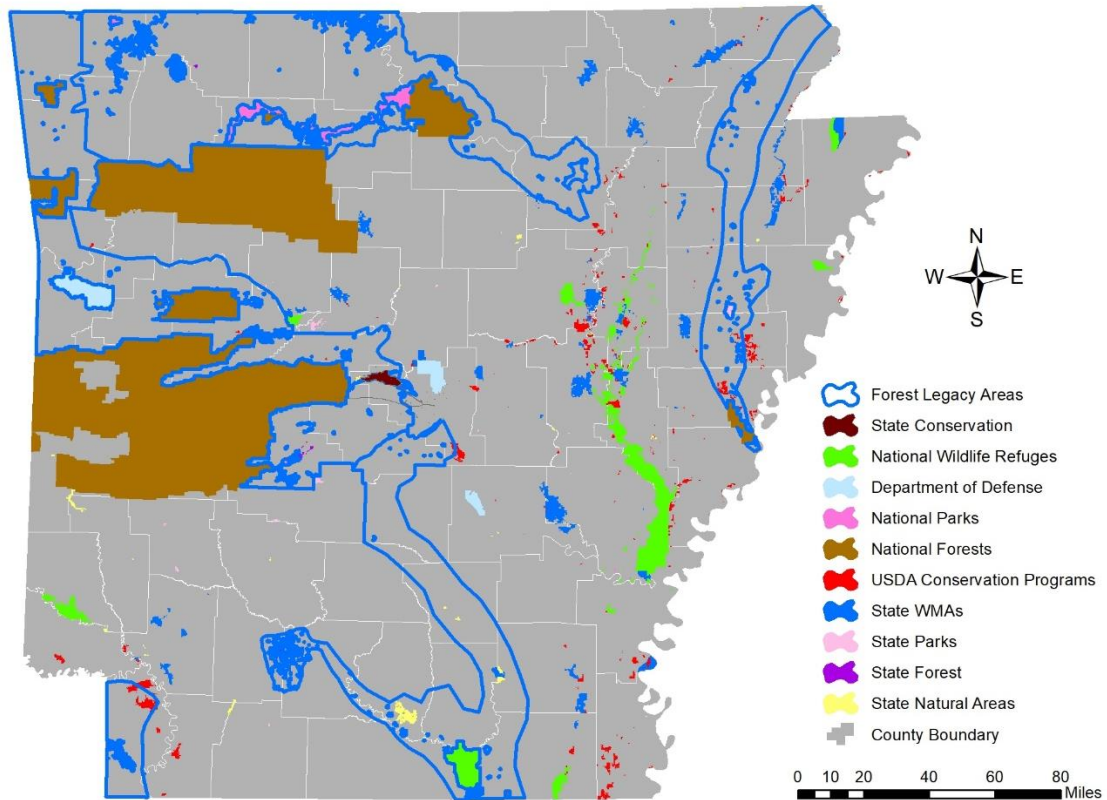 N
W E
S
Forest Legacy Areas
State Conservation
National Wildlife Refuges
Department of Defense
National Parks
National Forests
USDA Conservation Programs
State WMAs
State Parks
State Forest
State Natural Areas
County Boundary
0 10 20 40 60 80
Miles